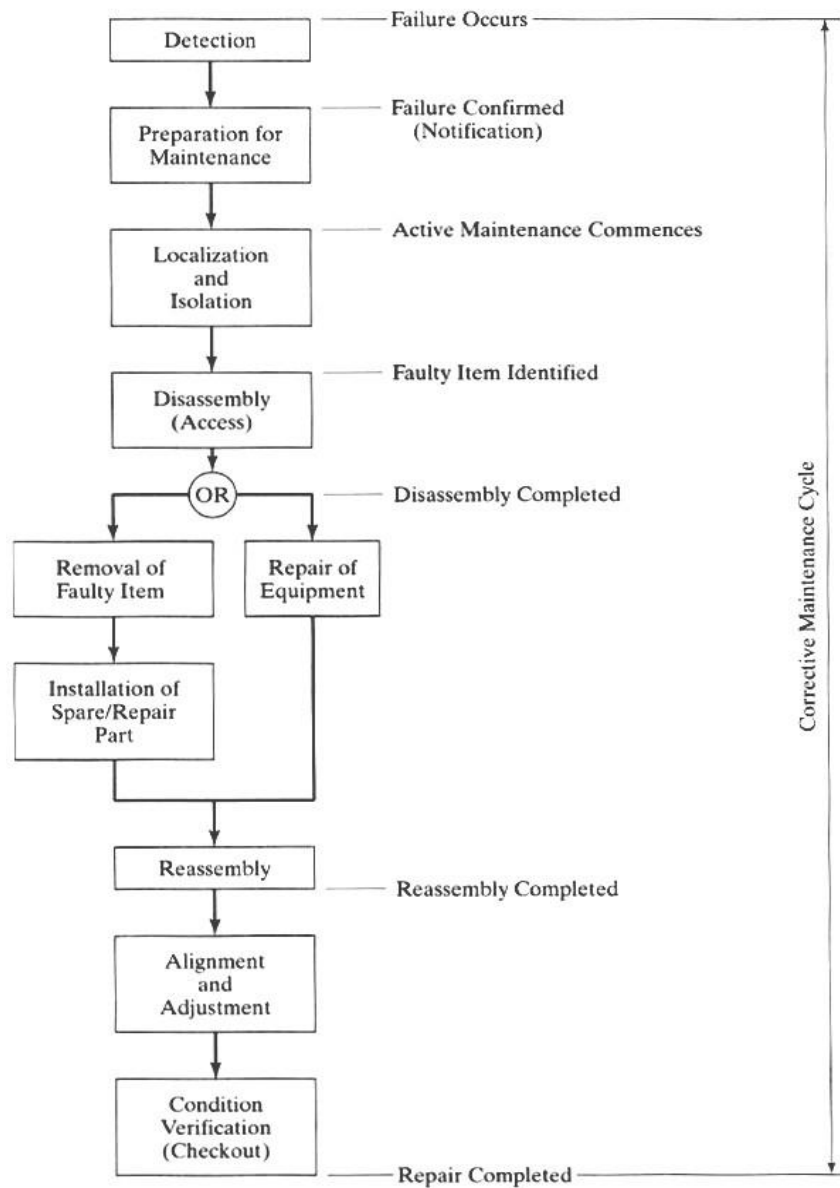 Failure Occurs
Detection
Failure Confirmed
(Notification)
Preparation for
Maintenance
Active Maintenance Commences
Localization
and
Isolation
Faulty Item Identified
Disassembly
(Access)
OR
Disassembly Completed
Removal of
Faulty Item
Repair of
Equipment
Installation of
Spare/Repair
Part
Corrective Maintenance Cycle
Reassembly
Reassembly Completed
Alignment
and
Adjustment
Condition
Verification
(Checkout)
Repair Completed